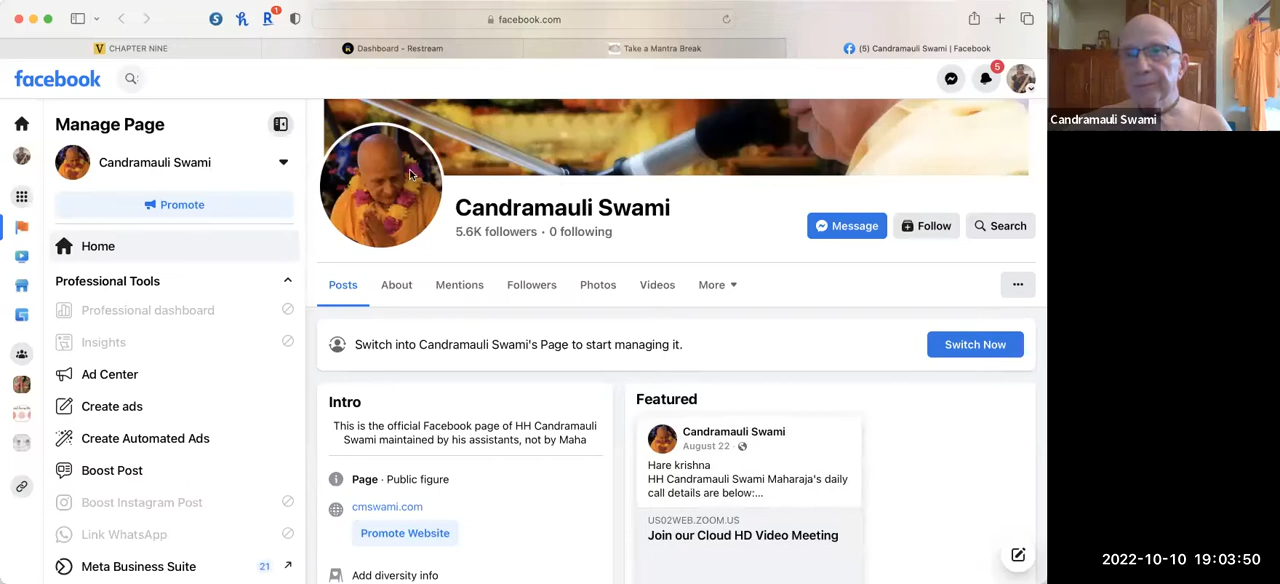 1
facebook.com
V CHAPTER NINE
Dashboard - Restream
Take a Mantra Break
(5) Candramauli Swami | Facebook
facebook
5
Manage Page
Candramauli Swami
Promote
Home
Professional Tools
Professional dashboard
Insights
Ad Center
Create ads
Create Automated Ads
Boost Post
Boost Instagram Post
Link WhatsApp
Meta Business Suite
21
Candramauli Swami
5.6K followers · 0 following
Message
Follow
Search
Posts
About
Mentions
Followers
Photos
Videos
More
Switch into Candramauli Swami's Page to start managing it.
Switch Now
Intro
This is the official Facebook page of HH Candramauli
Swami maintained by his assistants, not by Maha
Page · Public figure
cmswami.com
Promote Website
Add diversity info
Featured
Candramauli Swami
August 22 ·
Hare krishna
HH Candramauli Swami Maharaja's daily
call details are below:...
US02WEB.ZOOM.US
Join our Cloud HD Video Meeting
Candramauli Swami
2022-10-10 19:03:50